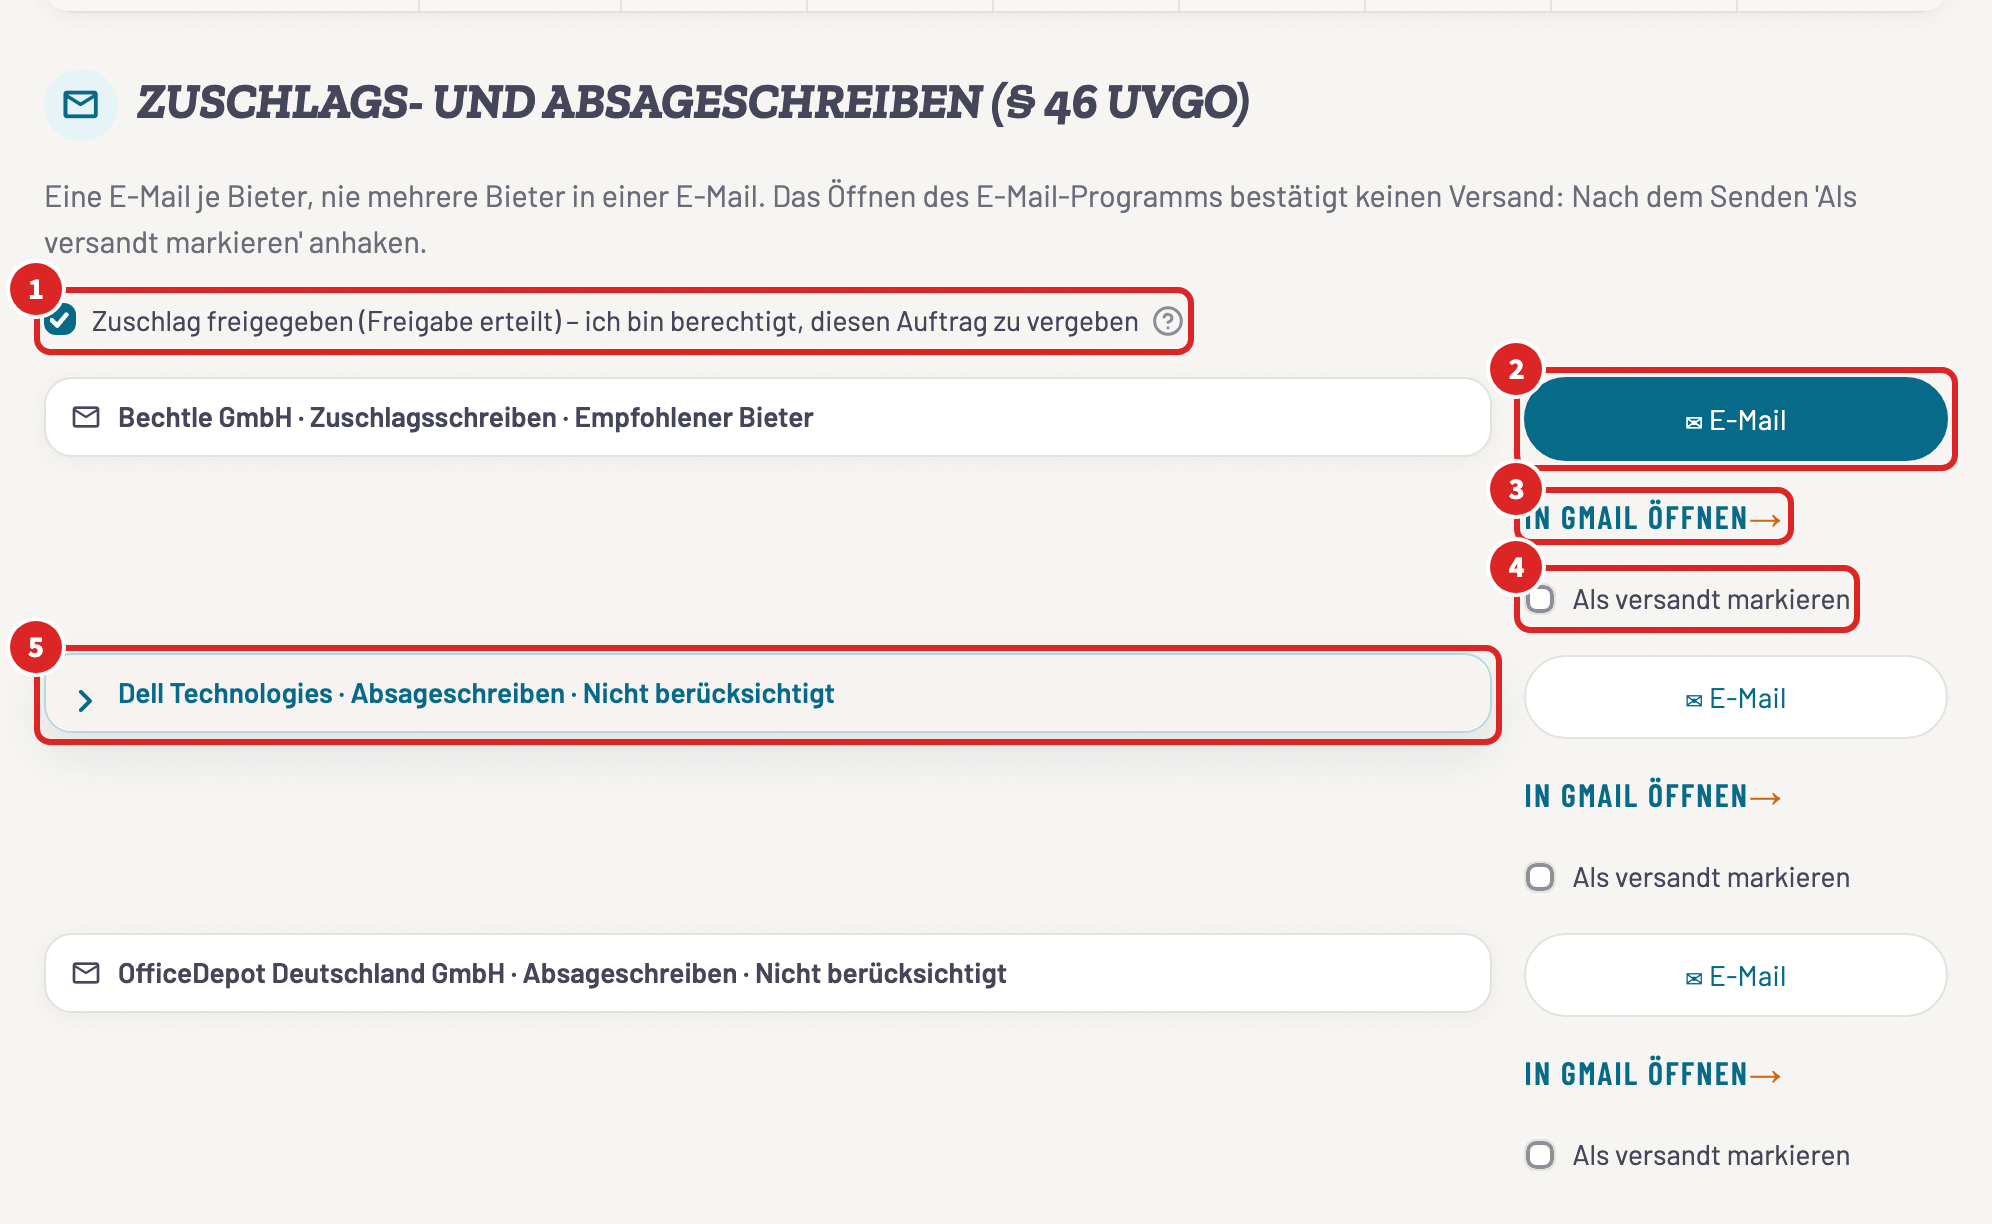 ZUSCHLAGS- UND ABSAGESCHREIBEN (§ 46 UVGO)
Eine E-Mail je Bieter, nie mehrere Bieter in einer E-Mail. Das Öffnen des E-Mail-Programms bestätigt keinen Versand: Nach dem Senden 'Als
versandt markieren' anhaken.
1
Zuschlag freigegeben (Freigabe erteilt) – ich bin berechtigt, diesen Auftrag zu vergeben ?
Bechtle GmbH · Zuschlagsschreiben · Empfohlener Bieter
2
✉ E-Mail
3
IN GMAIL ÖFFNEN→
4
Als versandt markieren
5
Dell Technologies · Absageschreiben · Nicht berücksichtigt
✉ E-Mail
IN GMAIL ÖFFNEN→
Als versandt markieren
OfficeDepot Deutschland GmbH · Absageschreiben · Nicht berücksichtigt
✉ E-Mail
IN GMAIL ÖFFNEN→
Als versandt markieren